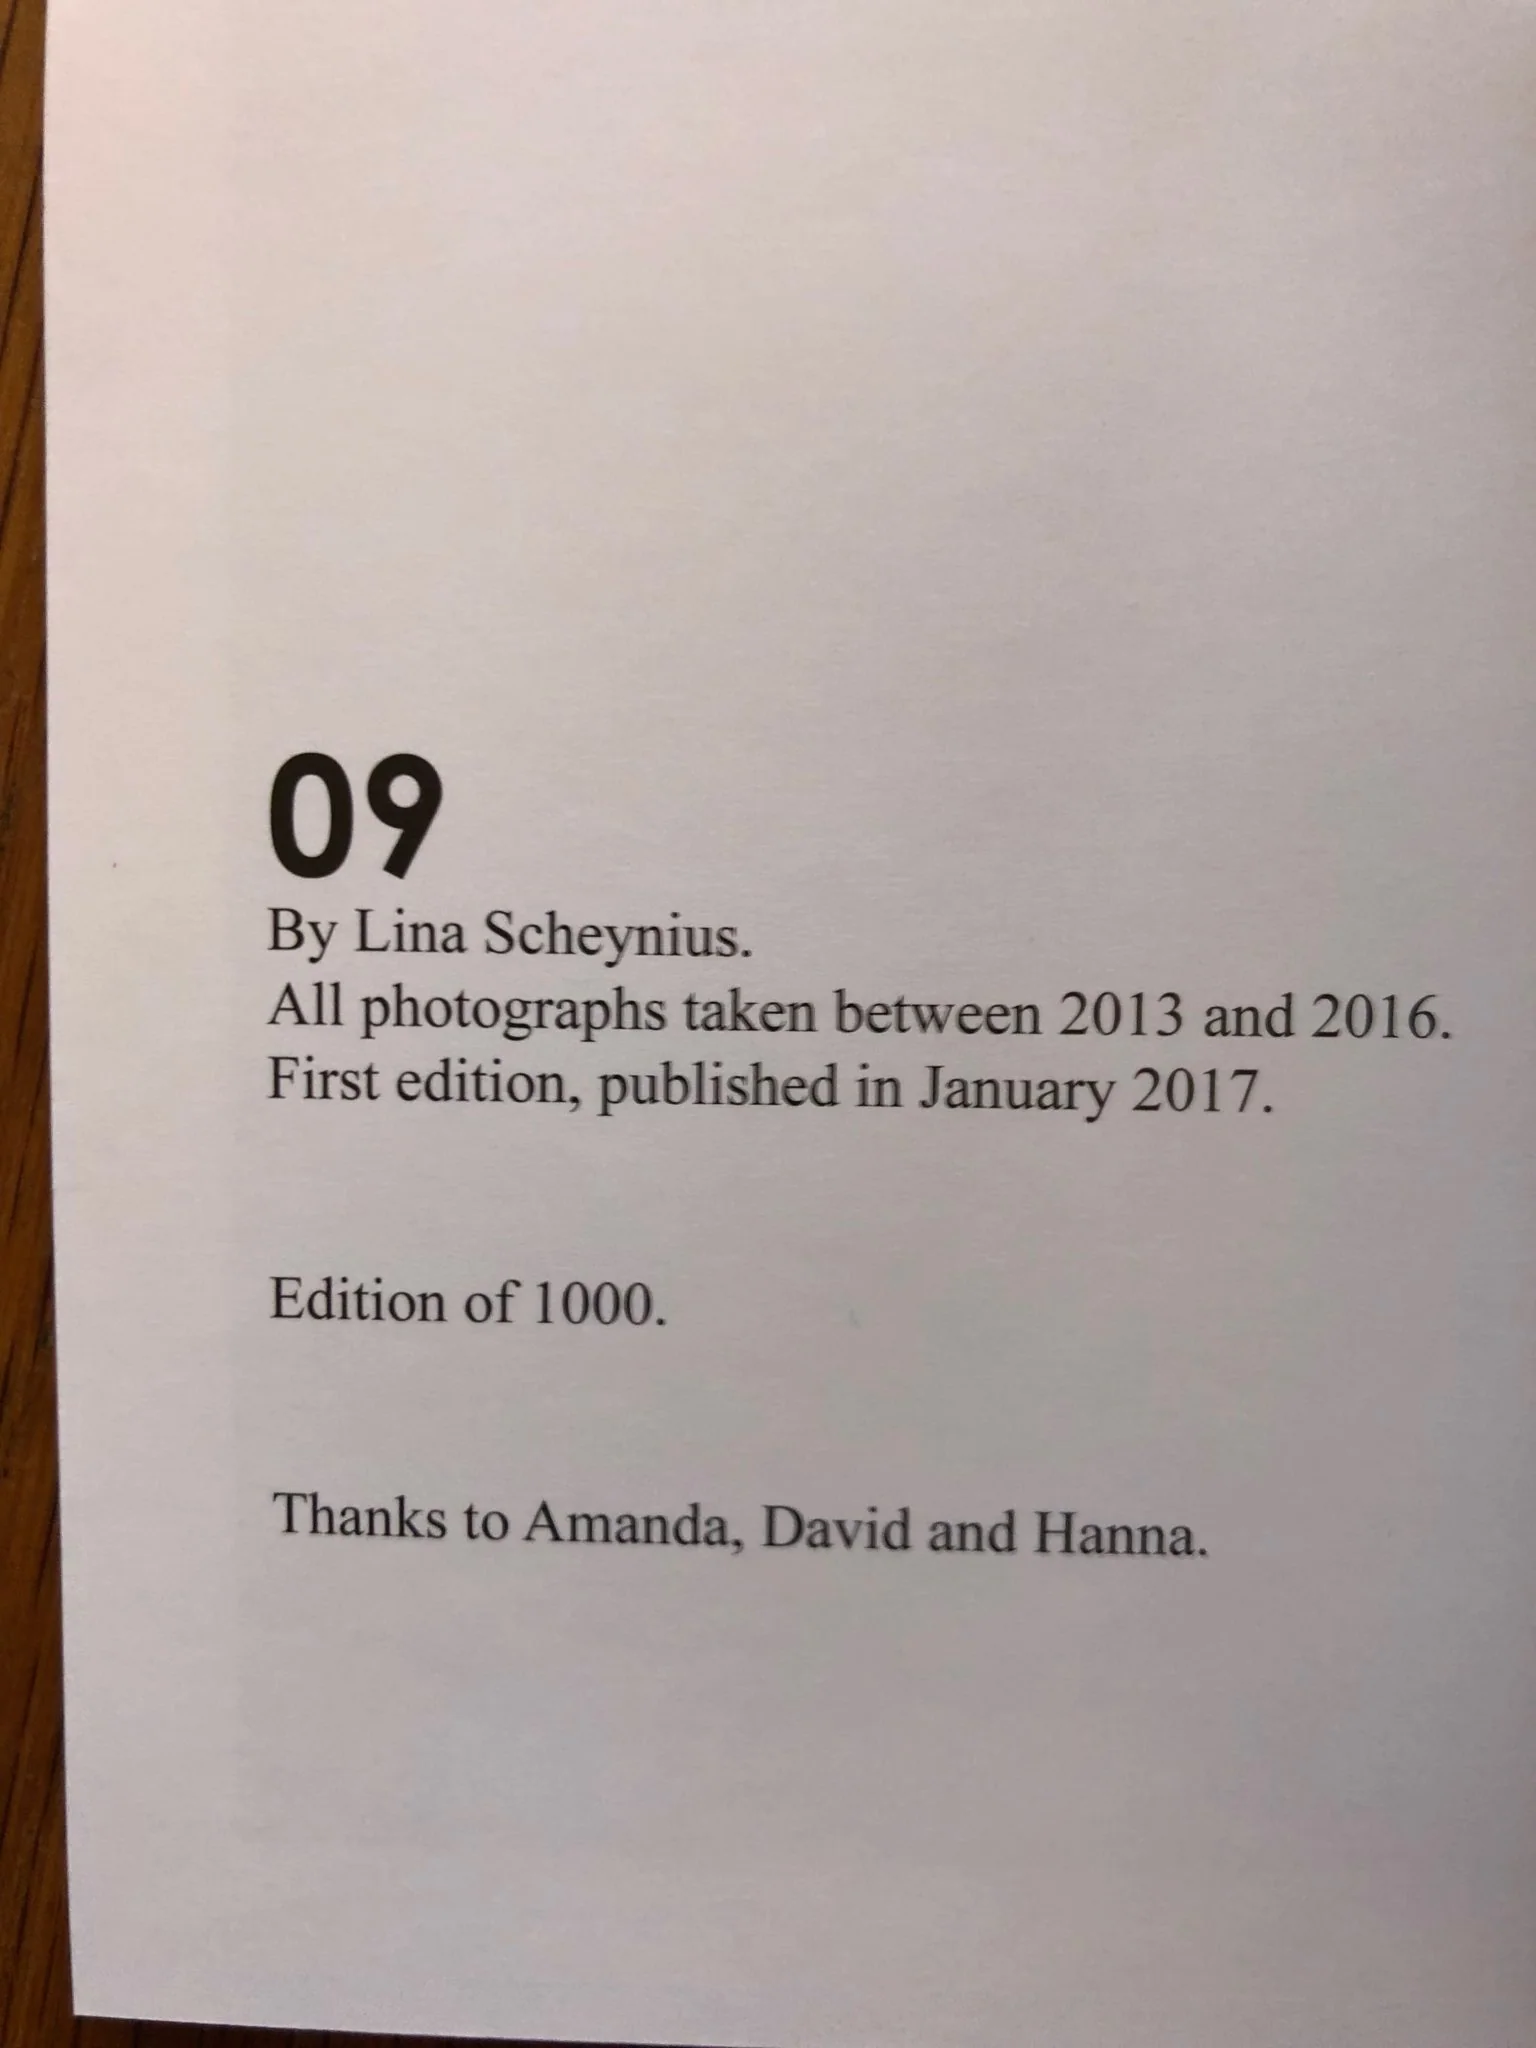 09
By Lina Scheynius.
All photographs taken between 2013 and 2016.
First edition, published in January 2017.
Edition of 1000.
Thanks to Amanda, David and Hanna.